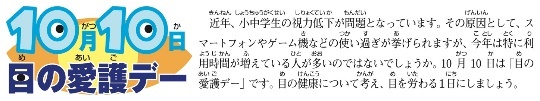 10月10日
目の愛護デー
近年、小中学生の視力低下が問題となっています。その原因として、ス
マートフォンやゲーム機などの使い過ぎが挙げられますが、今年は特に利
用時間が増えている人が多いのではないでしょうか。10月10日は「目の
愛護デー」です。目の健康について考え、目を労わる1日にしましょう。